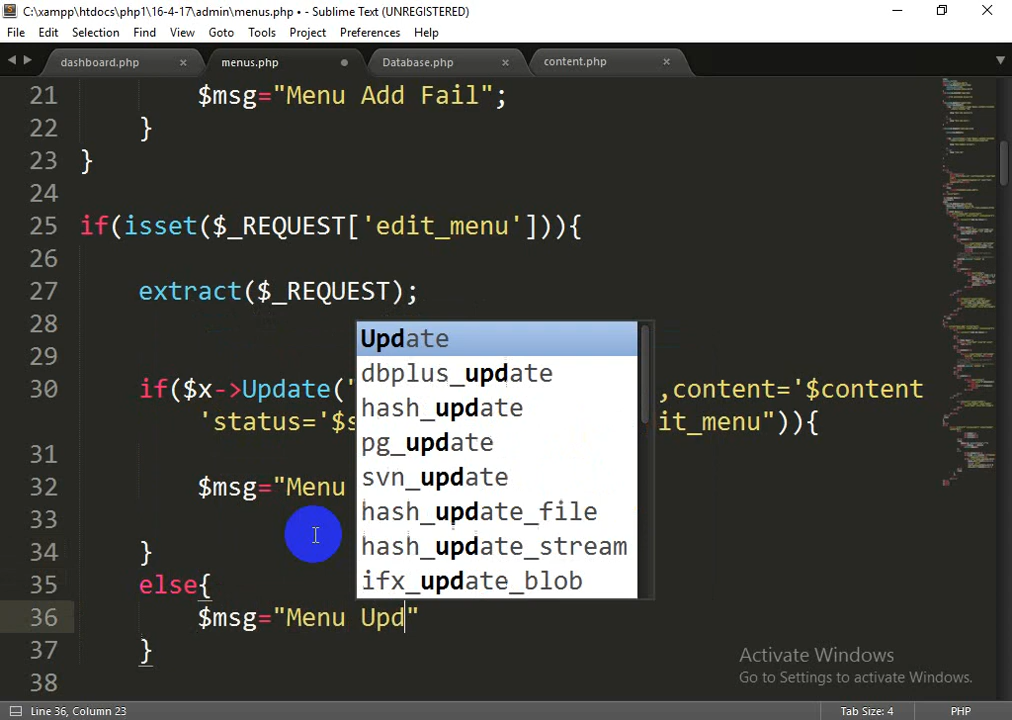 C:\xampp\htdocs\php1\16-4-17\admin\menus.php • - Sublime Text (UNREGISTERED)
File Edit Selection Find View Goto Tools Project Preferences Help
dashboard.php × menus.php Database.php × content.php ×
21 $msg="Menu Add Fail";
22 }
23 }
24
25 if(isset($_REQUEST['edit_menu'])){
26
27 extract($_REQUEST);
28
29
30 if($x->Update(" ,content='$content
'status='$s it_menu")){
31
32 $msg="Menu
33
34 }
35 else{
36 $msg="Menu Upd"
37 }
38
Update
dbplus_update
hash_update
pg_update
svn_update
hash_update_file
hash_update_stream
ifx_update_blob
Activate Windows
Go to Settings to activate Windows.
Line 36, Column 23 Tab Size: 4 PHP